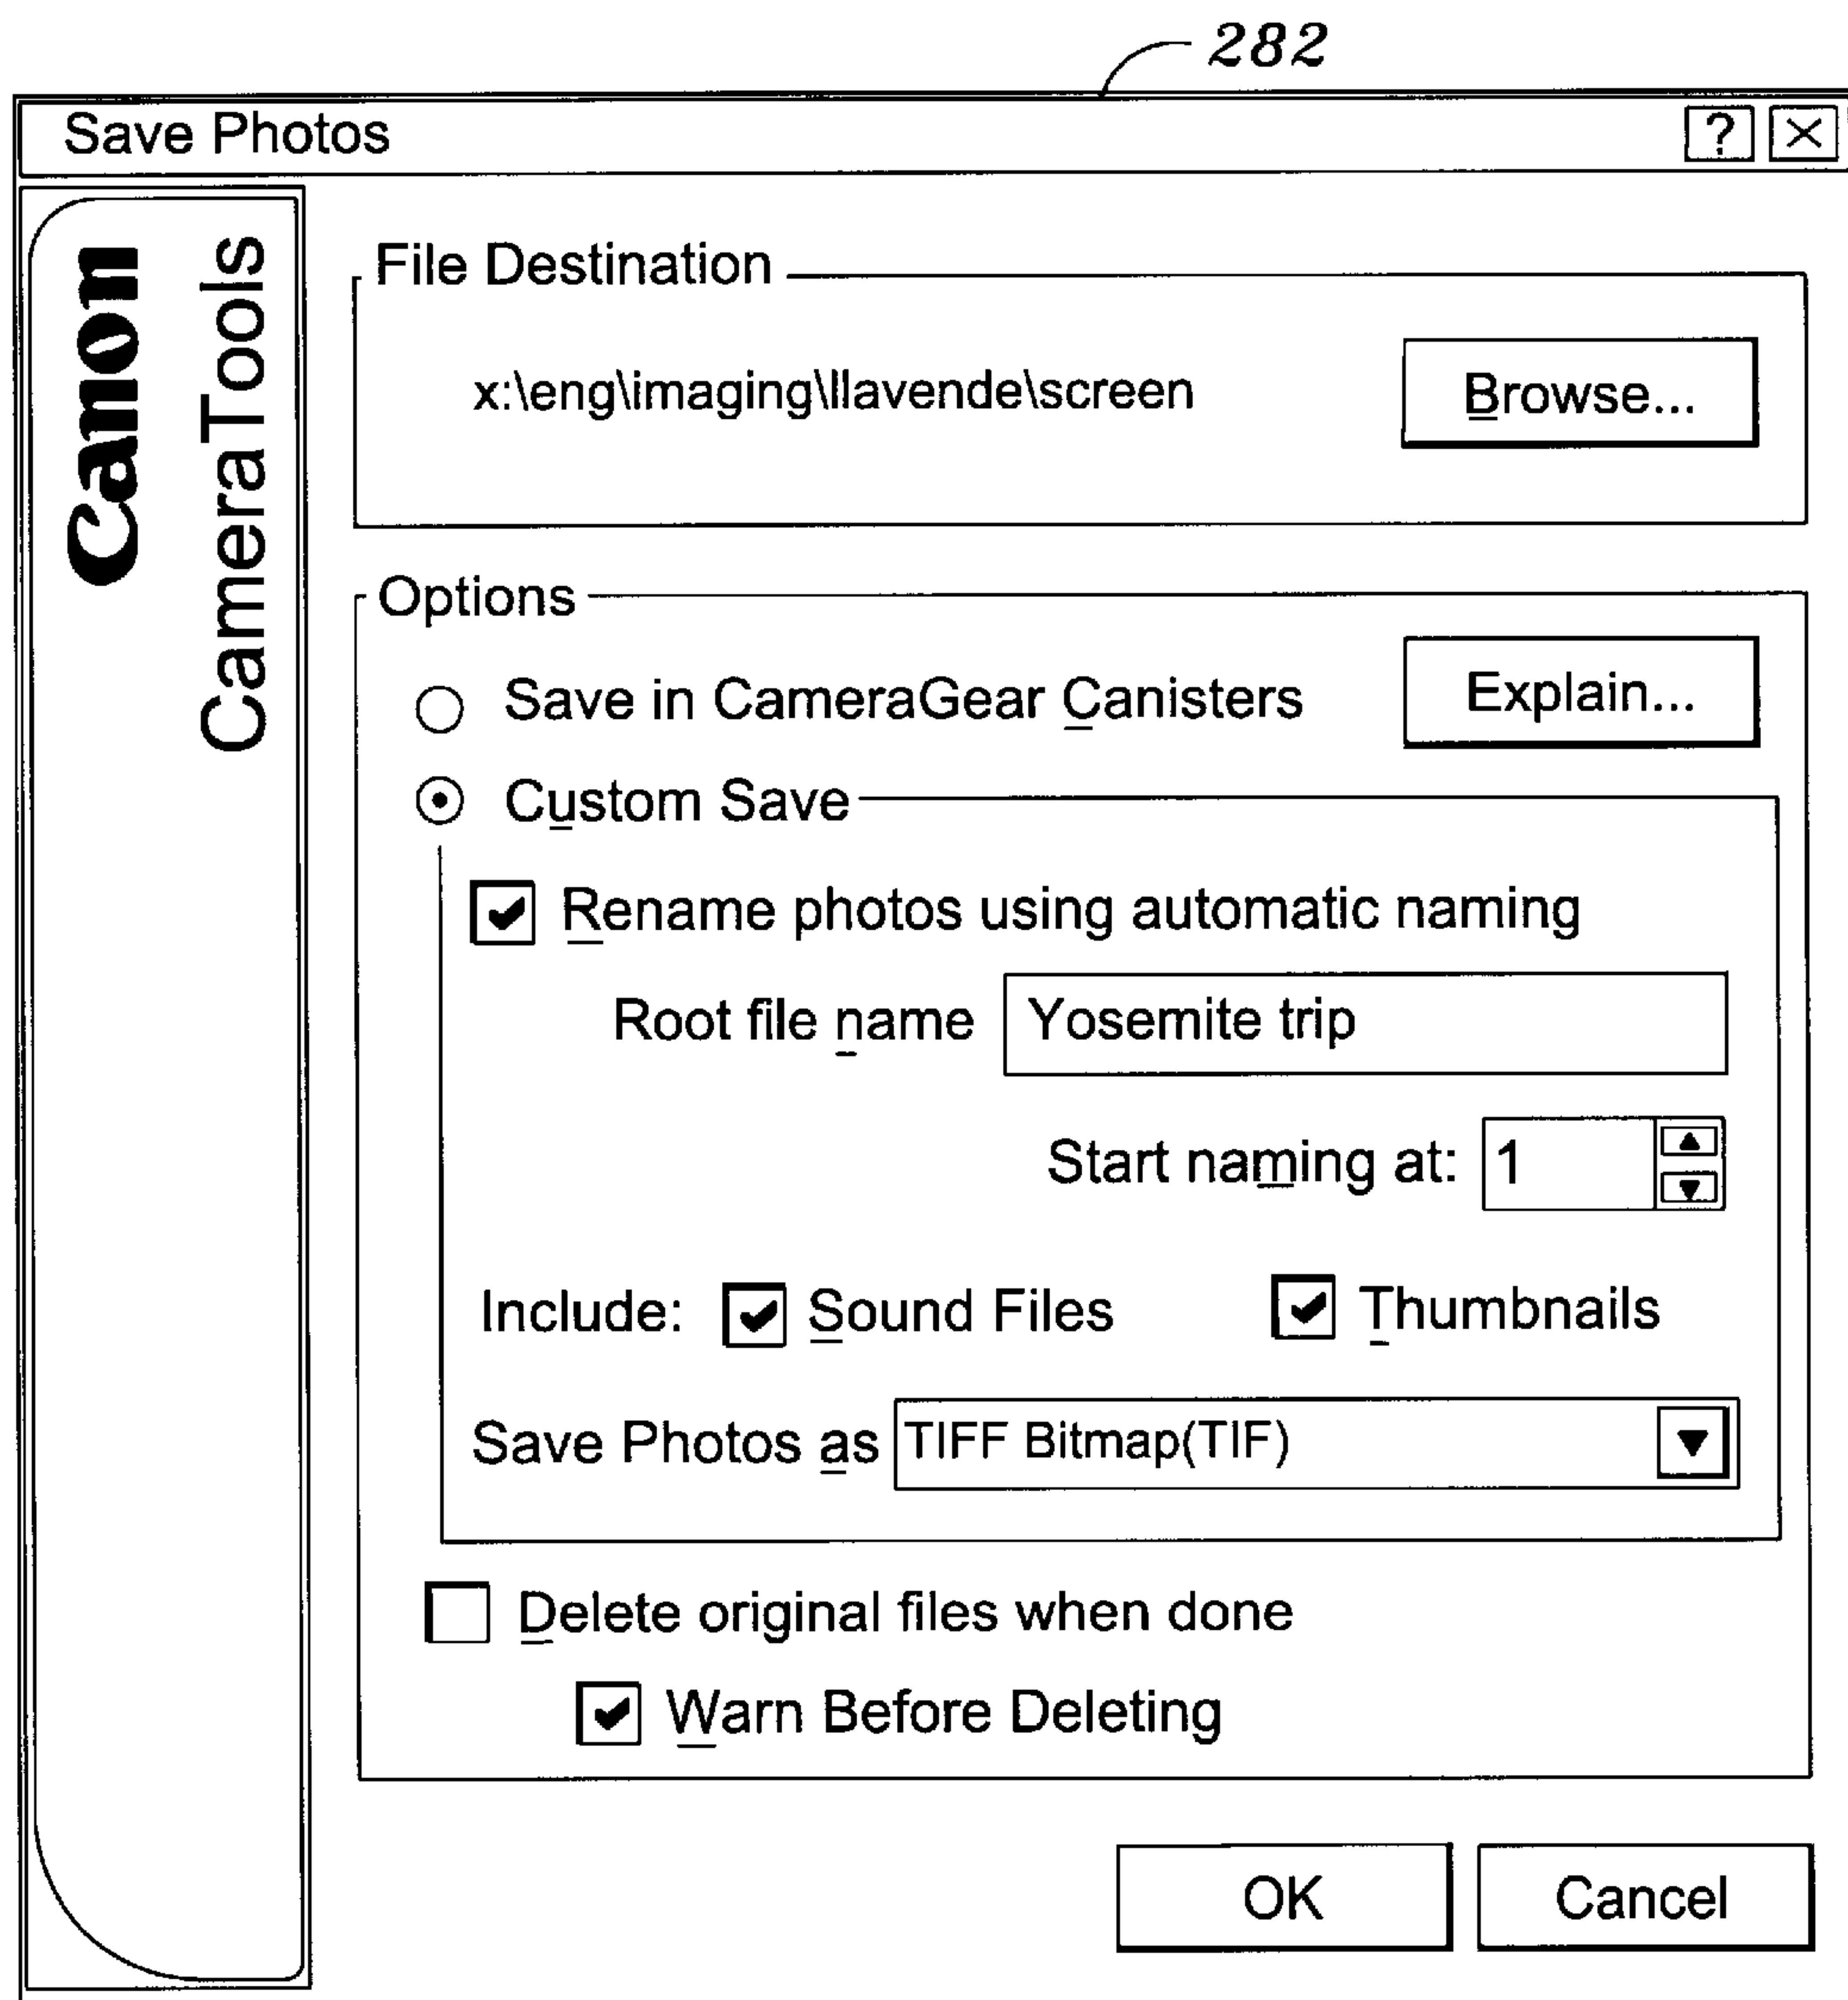 282
Save Photos ? X
Canon
CameraTools
File Destination
x:\eng\imaging\llavende\screen Browse...
Options
Save in CameraGear Canisters Explain...
Custom Save
Rename photos using automatic naming
Root file name Yosemite trip
Start naming at: 1
Include: Sound Files Thumbnails
Save Photos as TIFF Bitmap(TIF)
Delete original files when done
Warn Before Deleting
OK Cancel